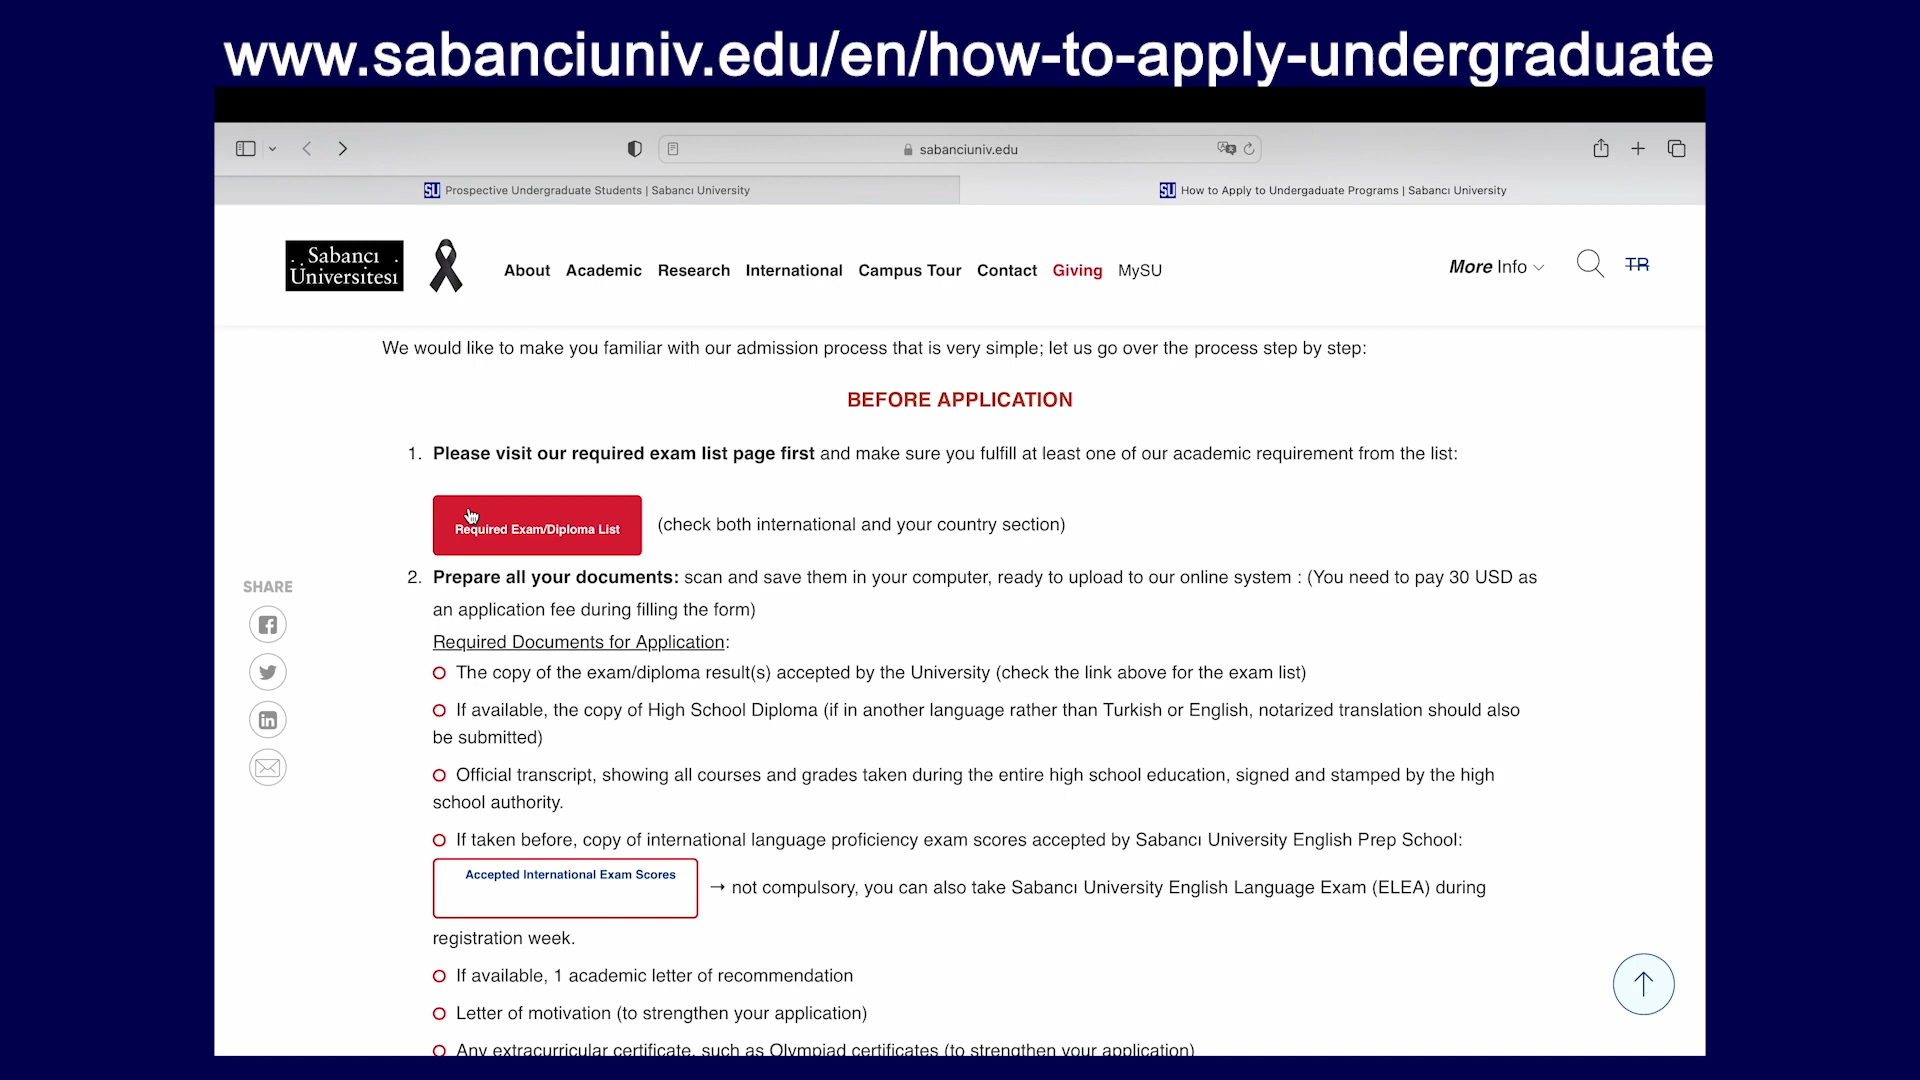 www.sabanciuniv.edu/en/how-to-apply-undergraduate
sabanciuniv.edu
SU Prospective Undergraduate Students | Sabancı University
SU How to Apply to Undergaduate Programs | Sabancı University
Sabancı
Üniversitesi
About Academic Research International Campus Tour Contact Giving MySU
More Info
TR
We would like to make you familiar with our admission process that is very simple; let us go over the process step by step:
BEFORE APPLICATION
1. Please visit our required exam list page first and make sure you fulfill at least one of our academic requirement from the list:
Required Exam/Diploma List
(check both international and your country section)
2. Prepare all your documents: scan and save them in your computer, ready to upload to our online system : (You need to pay 30 USD as
an application fee during filling the form)
Required Documents for Application:
The copy of the exam/diploma result(s) accepted by the University (check the link above for the exam list)
If available, the copy of High School Diploma (if in another language rather than Turkish or English, notarized translation should also
be submitted)
Official transcript, showing all courses and grades taken during the entire high school education, signed and stamped by the high
school authority.
If taken before, copy of international language proficiency exam scores accepted by Sabancı University English Prep School:
Accepted International Exam Scores
→ not compulsory, you can also take Sabancı University English Language Exam (ELEA) during
registration week.
If available, 1 academic letter of recommendation
Letter of motivation (to strengthen your application)
Any extracurricular certificate, such as Olympiad certificates (to strengthen your application)
SHARE